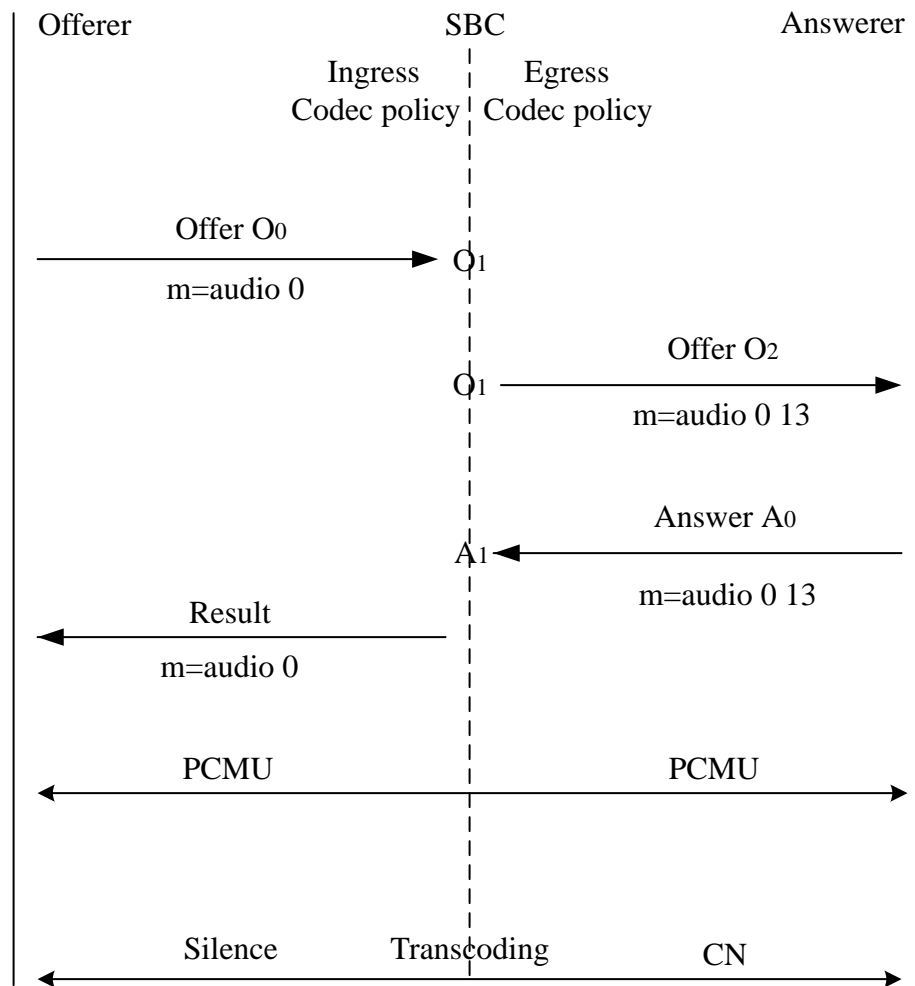 Offerer SBC Answerer
Ingress Egress
Codec policy Codec policy
Offer O0
O1
m=audio 0
Offer O2
O1
m=audio 0 13
Answer A0
A1
m=audio 0 13
Result
m=audio 0
PCMU PCMU
Silence Transcoding CN